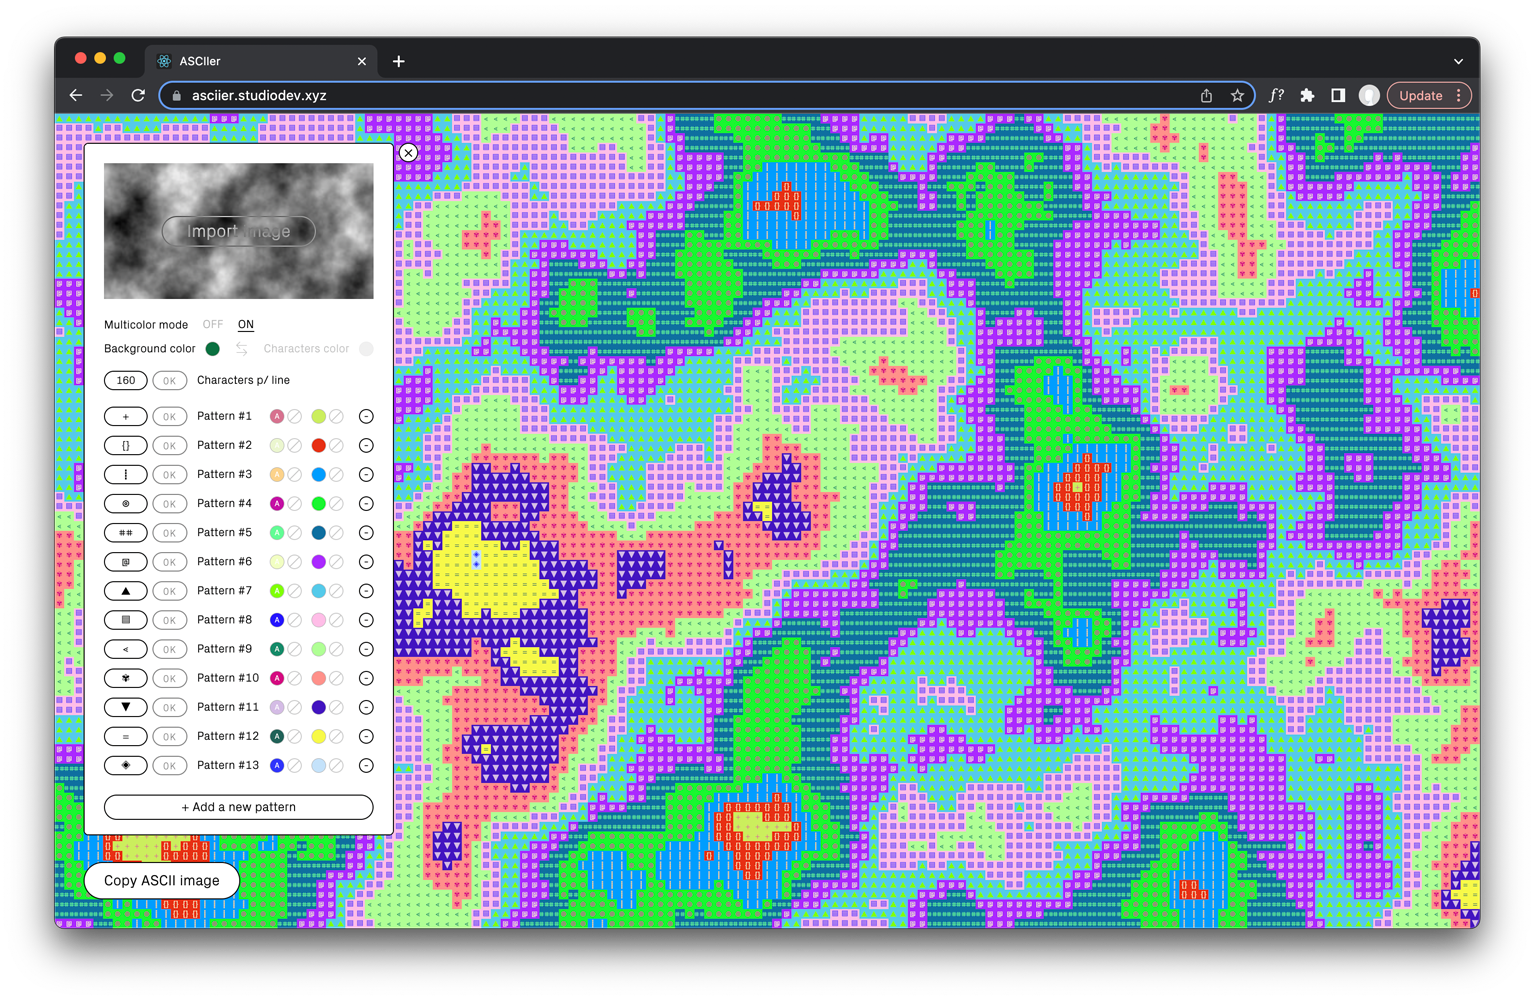 ASCIIer
asciier.studiodev.xyz
f?
Update
Import image
Multicolor mode OFF ON
Background color Characters color
160 OK Characters p/ line
+ OK Pattern #1 A -
{} OK Pattern #2 -
OK Pattern #3 A -
OK Pattern #4 A -
## OK Pattern #5 A -
@ OK Pattern #6 -
▲ OK Pattern #7 A -
▤ OK Pattern #8 A -
< OK Pattern #9 A -
✾ OK Pattern #10 A -
▼ OK Pattern #11 A -
= OK Pattern #12 A -
◈ OK Pattern #13 A -
+ Add a new pattern
Copy ASCII image